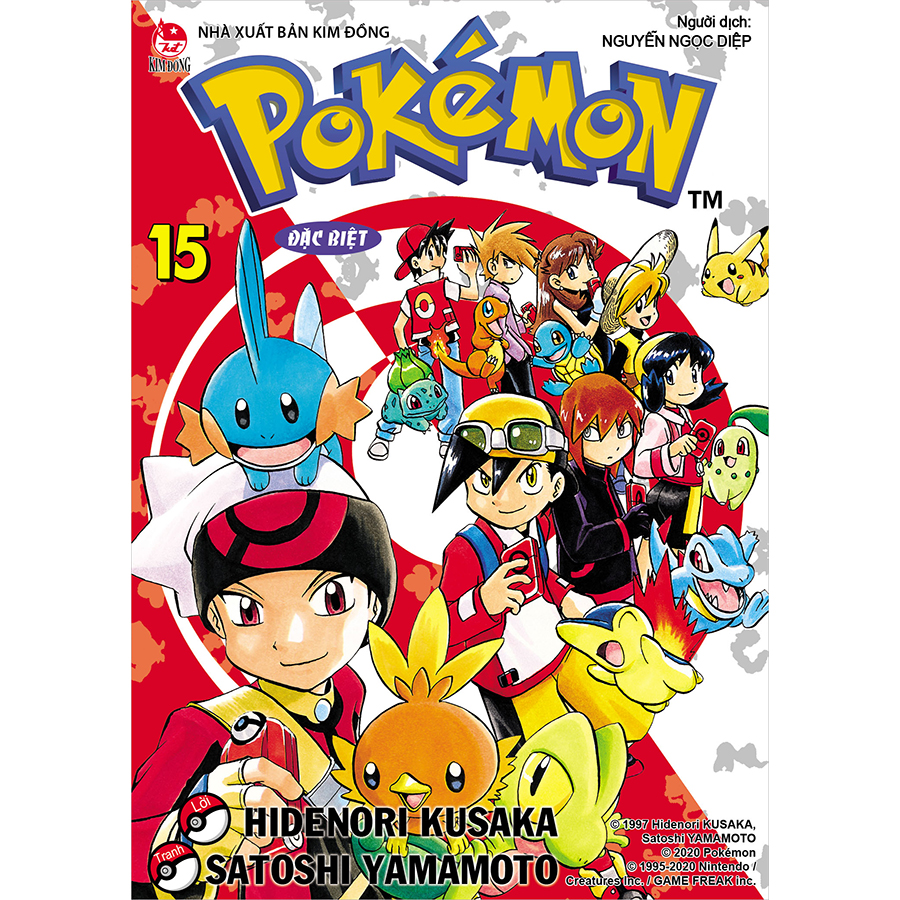 NHÀ XUẤT BẢN KIM ĐỒNG
KIM ĐỒNG
Người dịch:
NGUYỄN NGỌC DIỆP
POKÉMON
TM
15
ĐẶC BIỆT
Lời
HIDENORI KUSAKA
Tranh
SATOSHI YAMAMOTO
© 1997 Hidenori KUSAKA,
Satoshi YAMAMOTO
© 2020 Pokémon
© 1995-2020 Nintendo /
Creatures Inc. / GAME FREAK inc.